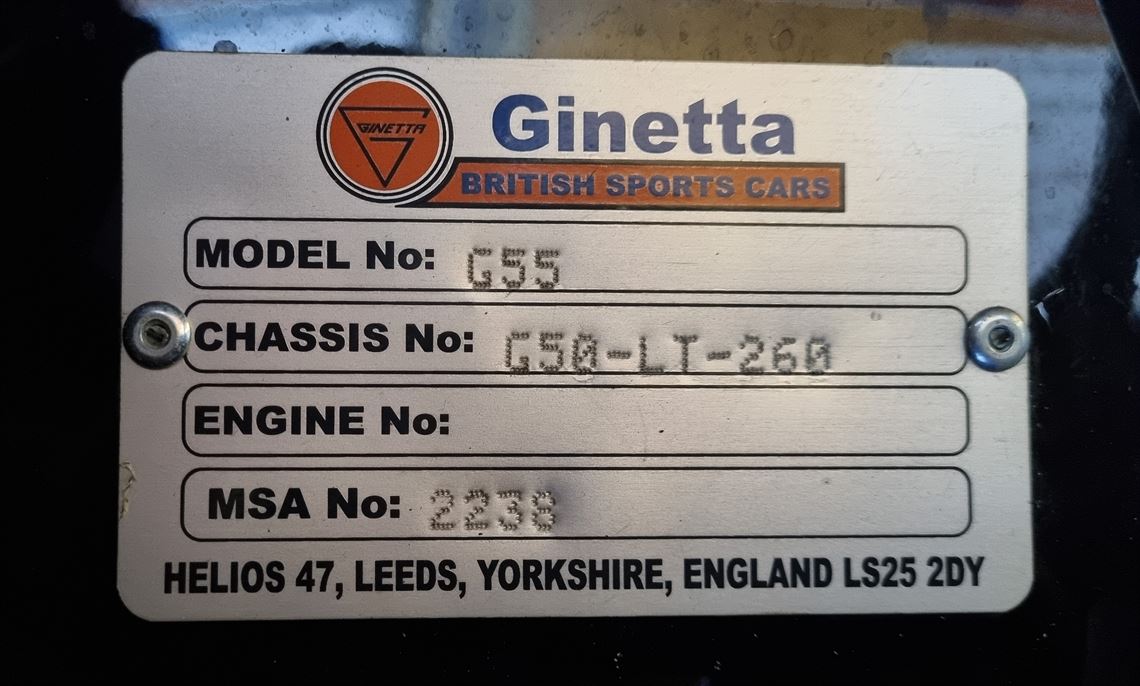 GINETTA
Ginetta
BRITISH SPORTS CARS
MODEL No: G55
CHASSIS No: G50-LT-260
ENGINE No:
MSA No: 2238
HELIOS 47, LEEDS, YORKSHIRE, ENGLAND LS25 2DY